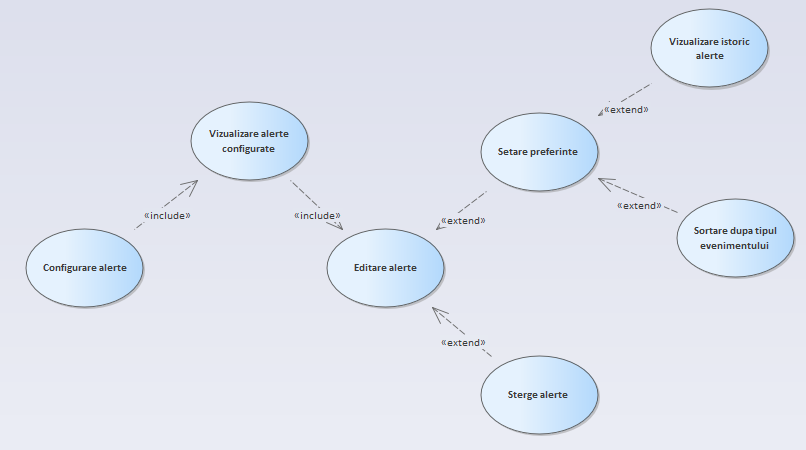 Vizualizare istoric
alerte
«extend»
Vizualizare alerte
configurate
Setare preferinte
«include»
«include»
«extend»
«extend»
Sortare dupa tipul
evenimentului
Configurare alerte
Editare alerte
«extend»
Sterge alerte